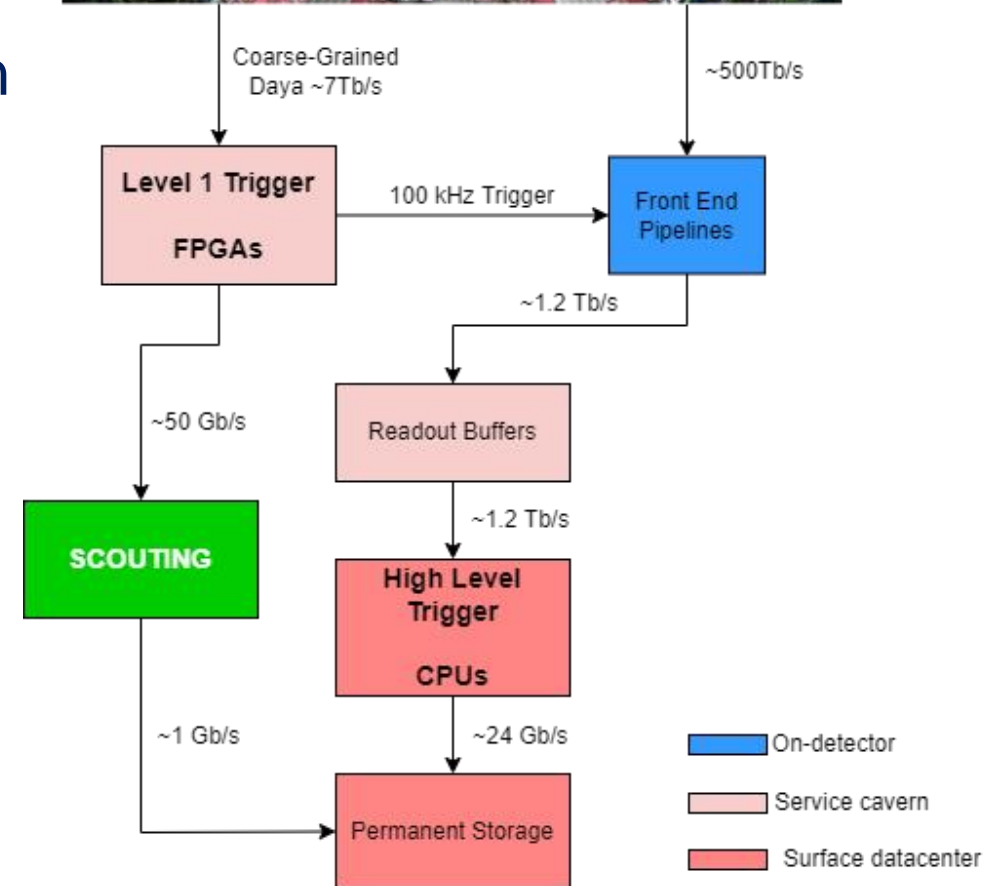 Coarse-Grained
Daya ~7Tb/s
~500Tb/s
Level 1 Trigger
FPGAs
100 kHz Trigger
Front End
Pipelines
~1.2 Tb/s
~50 Gb/s
Readout Buffers
~1.2 Tb/s
SCOUTING
High Level
Trigger
CPUs
~1 Gb/s
~24 Gb/s
Permanent Storage
On-detector
Service cavern
Surface datacenter